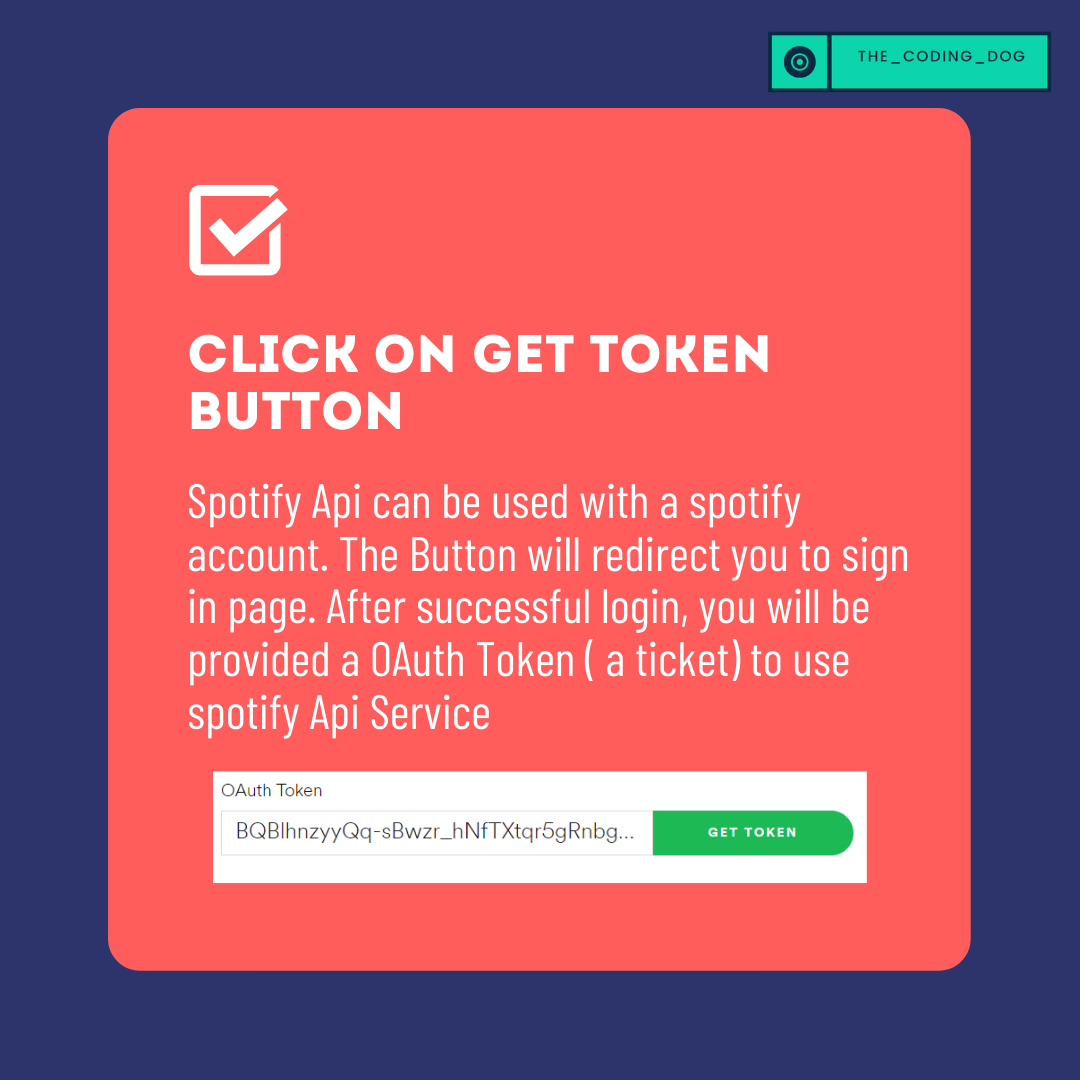 THE_CODING_DOG
CLICK ON GET TOKEN
BUTTON
Spotify Api can be used with a spotify
account. The Button will redirect you to sign
in page. After successful login, you will be
provided a OAuth Token ( a ticket) to use
spotify Api Service
OAuth Token
BQBlhnzyyQq-sBwzr_hNfTXtqr5gRnbg...
GET TOKEN